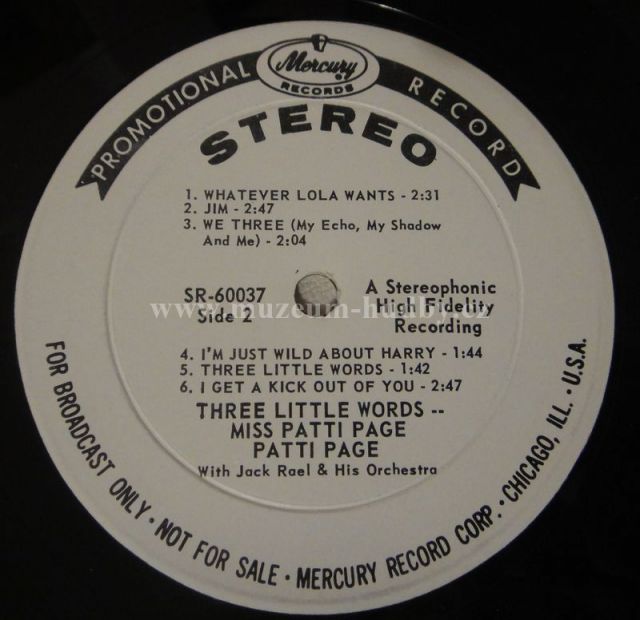 PROMOTIONAL RECORD
Mercury
RECORDS
STEREO
1. WHATEVER LOLA WANTS - 2:31
2. JIM - 2:47
3. WE THREE (My Echo, My Shadow
And Me) - 2:04
SR-60037
Side 2
A Stereophonic
High Fidelity
Recording
www.muzeum-hudby.cz
4. I'M JUST WILD ABOUT HARRY - 1:44
5. THREE LITTLE WORDS - 1:42
6. I GET A KICK OUT OF YOU - 2:47
THREE LITTLE WORDS --
MISS PATTI PAGE
PATTI PAGE
With Jack Rael & His Orchestra
FOR BROADCAST ONLY · NOT FOR SALE · MERCURY RECORD CORP. · CHICAGO, ILL. · U.S.A.